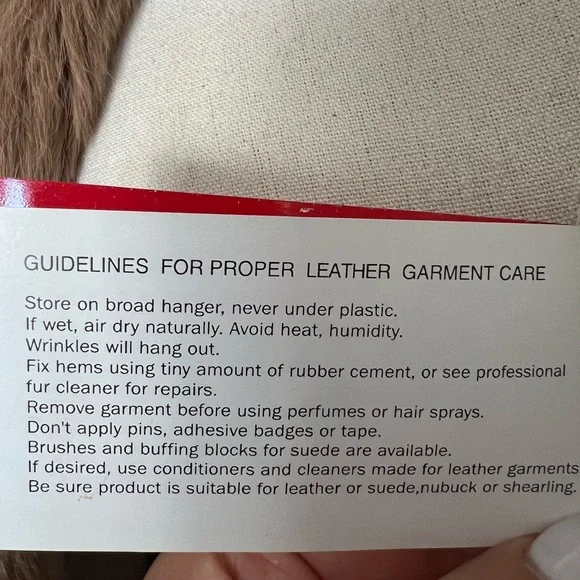 GUIDELINES FOR PROPER LEATHER GARMENT CARE
Store on broad hanger, never under plastic.
If wet, air dry naturally. Avoid heat, humidity.
Wrinkles will hang out.
Fix hems using tiny amount of rubber cement, or see professional
fur cleaner for repairs.
Remove garment before using perfumes or hair sprays.
Don't apply pins, adhesive badges or tape.
Brushes and buffing blocks for suede are available.
If desired, use conditioners and cleaners made for leather garments
Be sure product is suitable for leather or suede,nubuck or shearling.